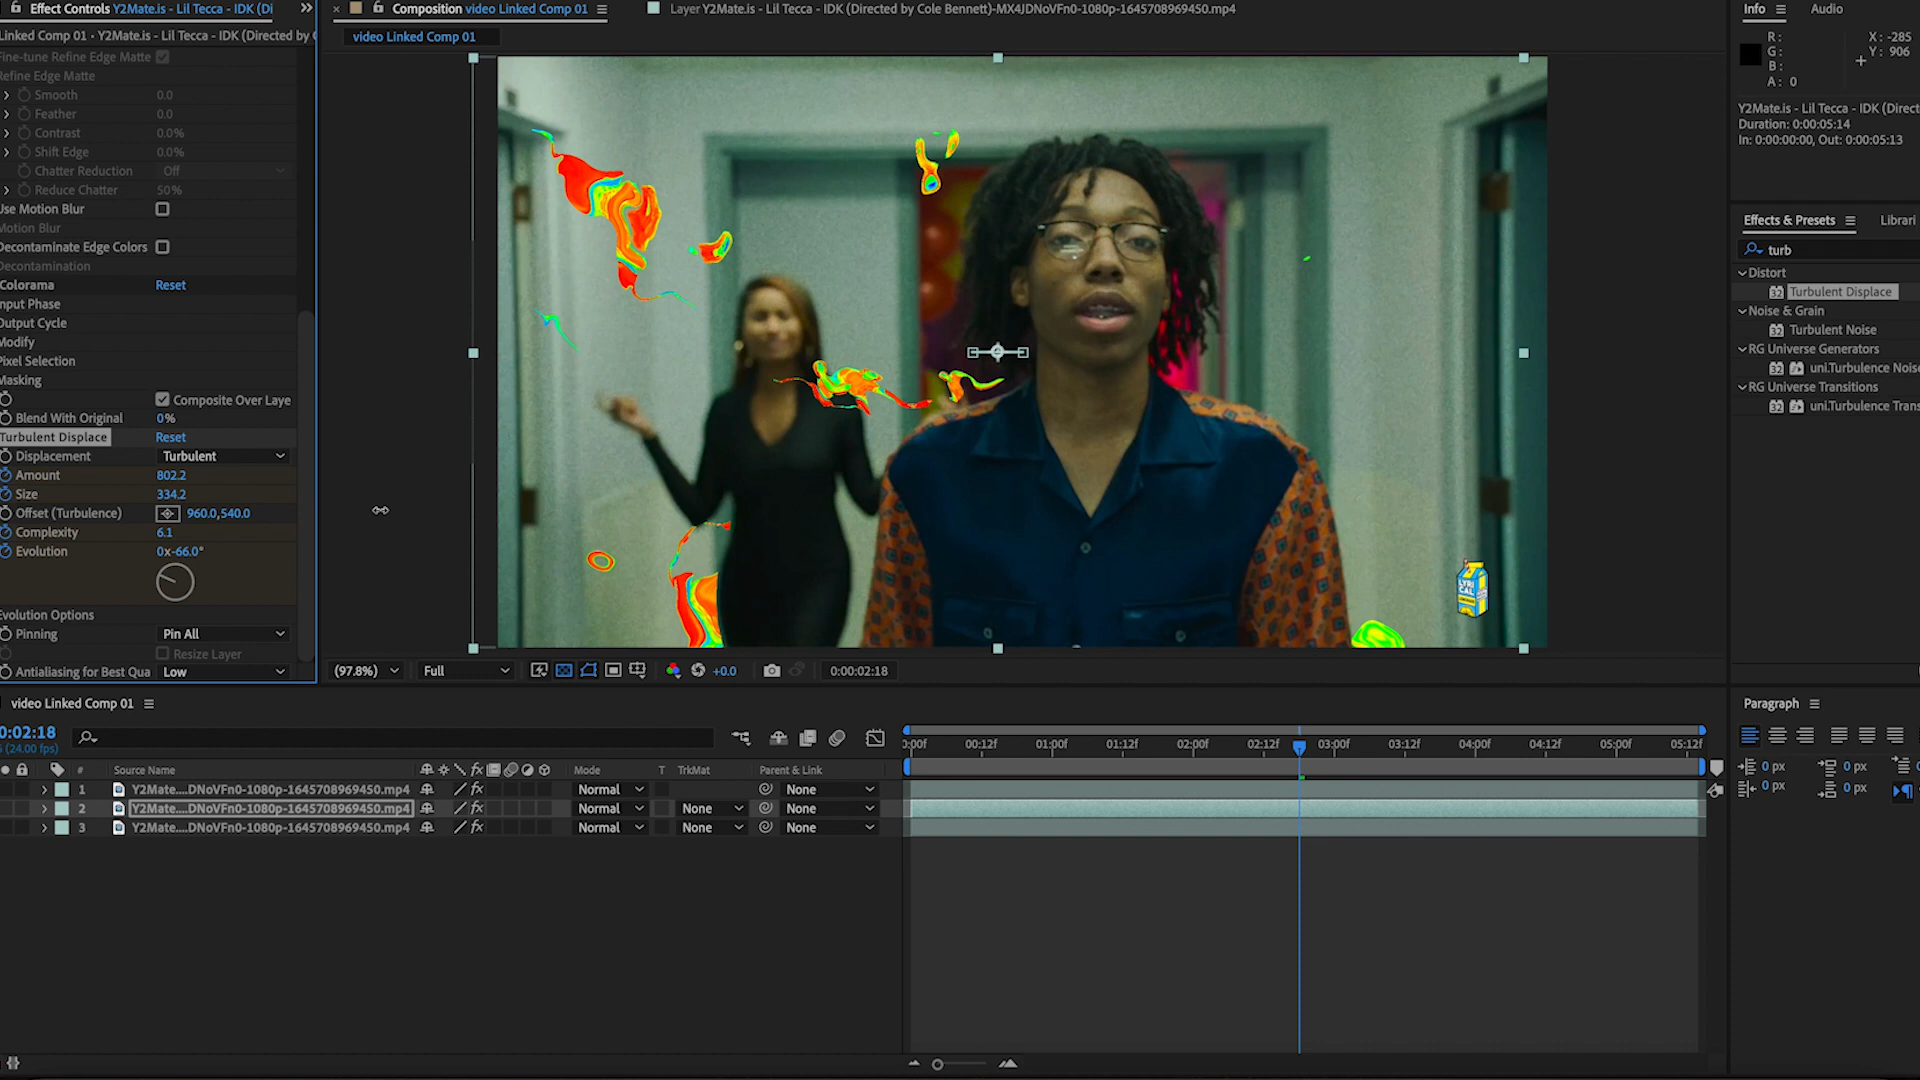 Effect Controls Y2Mate.is - Lil Tecca - IDK (Di
Linked Comp 01 • Y2Mate.is - Lil Tecca - IDK (Directed by
Fine-tune Refine Edge Matte
Refine Edge Matte
Smooth 0.0
Feather 0.0
Contrast 0.0%
Shift Edge 0.0%
Chatter Reduction Off
Reduce Chatter 50%
Use Motion Blur
Motion Blur
Decontaminate Edge Colors
Decontamination
Colorama Reset
Input Phase
Output Cycle
Modify
Pixel Selection
Masking
Composite Over Laye
Blend With Original 0%
Turbulent Displace Reset
Displacement Turbulent
Amount 802.2
Size 334.2
Offset (Turbulence) 960.0,540.0
Complexity 6.1
Evolution 0x-66.0°
Evolution Options
Pinning Pin All
Resize Layer
Antialiasing for Best Qua Low
Composition video Linked Comp 01
Layer Y2Mate.is - Lil Tecca - IDK (Directed by Cole Bennett)-MX4JDNoVFn0-1080p-1645708969450.mp4
video Linked Comp 01
LYRI
CAL
(97.8%) Full +0.0 0:00:02:18
Info Audio
R: X: -285
G: Y: 906
B:
A: 0
Y2Mate.is - Lil Tecca - IDK (Direct
Duration: 0:00:05:14
In: 0:00:00:00, Out: 0:00:05:13
Effects & Presets Librari
turb
Distort
32 Turbulent Displace
Noise & Grain
32 Turbulent Noise
RG Universe Generators
32 uni.Turbulence Noise
RG Universe Transitions
32 uni.Turbulence Trans
video Linked Comp 01
0:02:18
(24.00 fps)
:00f 00:12f 01:00f 01:12f 02:00f 02:12f 03:00f 03:12f 04:00f 04:12f 05:00f 05:12f
# Source Name fx Mode T TrkMat Parent & Link
1 Y2Mate....DNoVFn0-1080p-1645708969450.mp4 fx Normal None
2 Y2Mate....DNoVFn0-1080p-1645708969450.mp4 fx Normal None None
3 Y2Mate....DNoVFn0-1080p-1645708969450.mp4 fx Normal None None
Paragraph
0 px 0 px
0 px 0 px